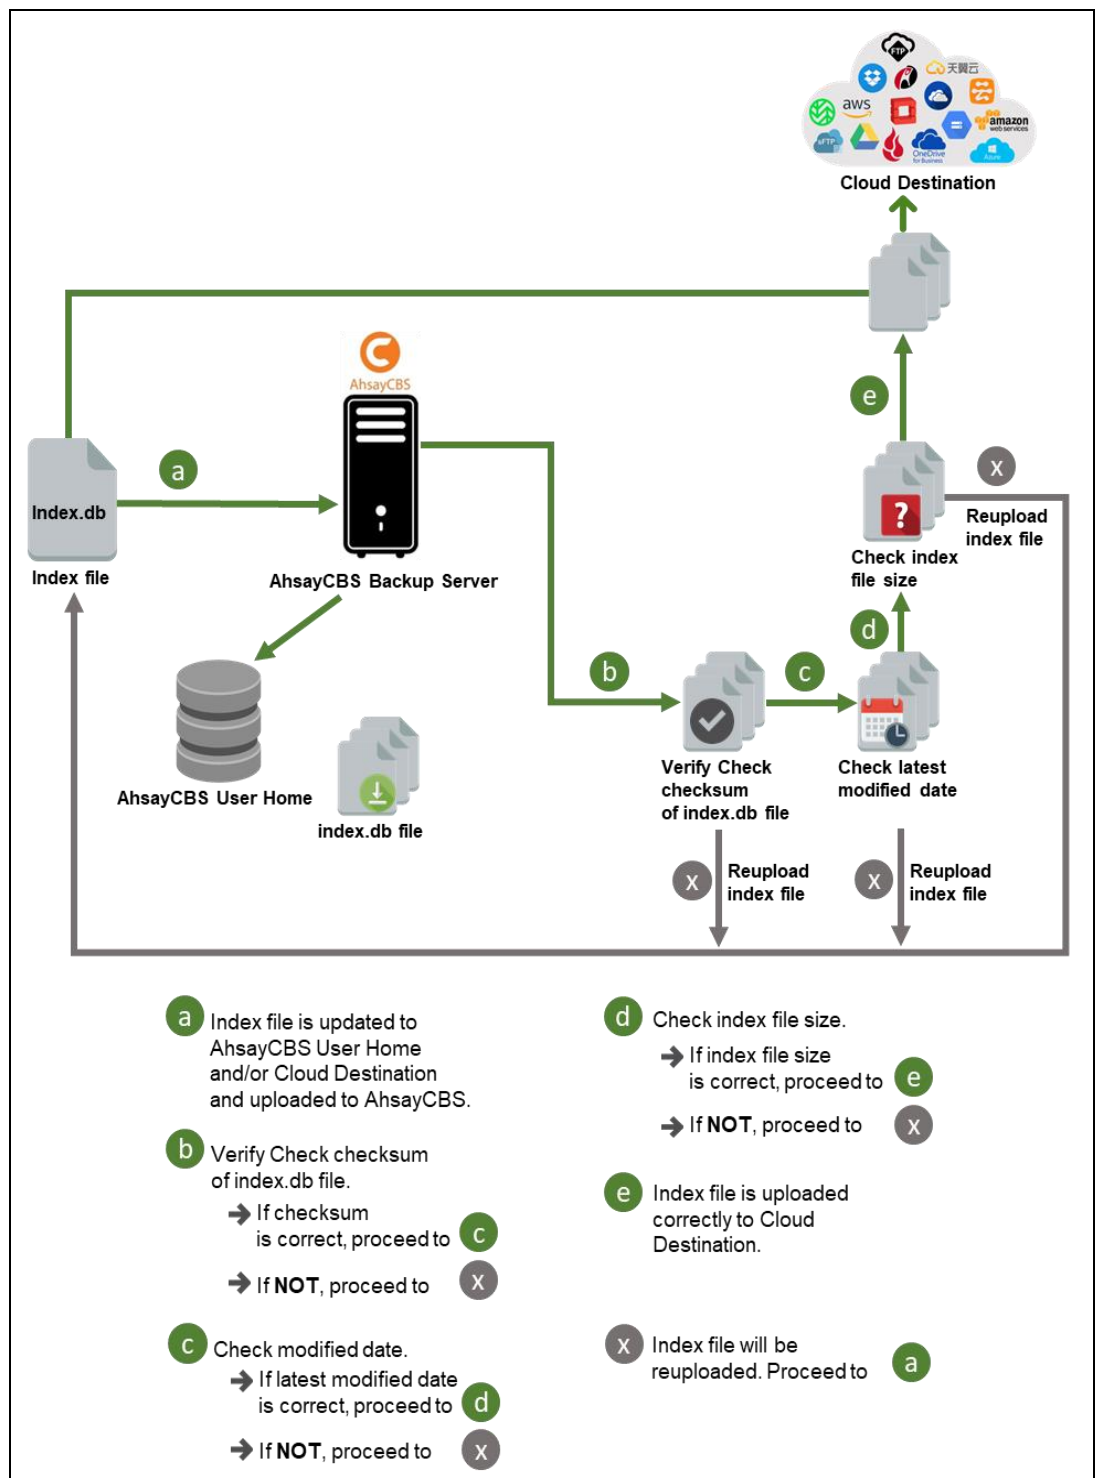 FTP
天翼云
aws
amazon
web services
sFTP
OneDrive
for Business
Azure
Cloud Destination
AhsayCBS
e
a
x
Index.db
Reupload
index file
Index file
AhsayCBS Backup Server
?
Check index
file size
d
b
c
AhsayCBS User Home
index.db file
Verify Check
checksum
of index.db file
Check latest
modified date
x
Reupload
index file
x
Reupload
index file
a Index file is updated to
AhsayCBS User Home
and/or Cloud Destination
and uploaded to AhsayCBS.
b Verify Check checksum
of index.db file.
➔ If checksum
is correct, proceed to c
➔ If NOT, proceed to x
c Check modified date.
➔ If latest modified date
is correct, proceed to d
➔ If NOT, proceed to x
d Check index file size.
➔ If index file size
is correct, proceed to e
➔ If NOT, proceed to x
e Index file is uploaded
correctly to Cloud
Destination.
x Index file will be
reuploaded. Proceed to a